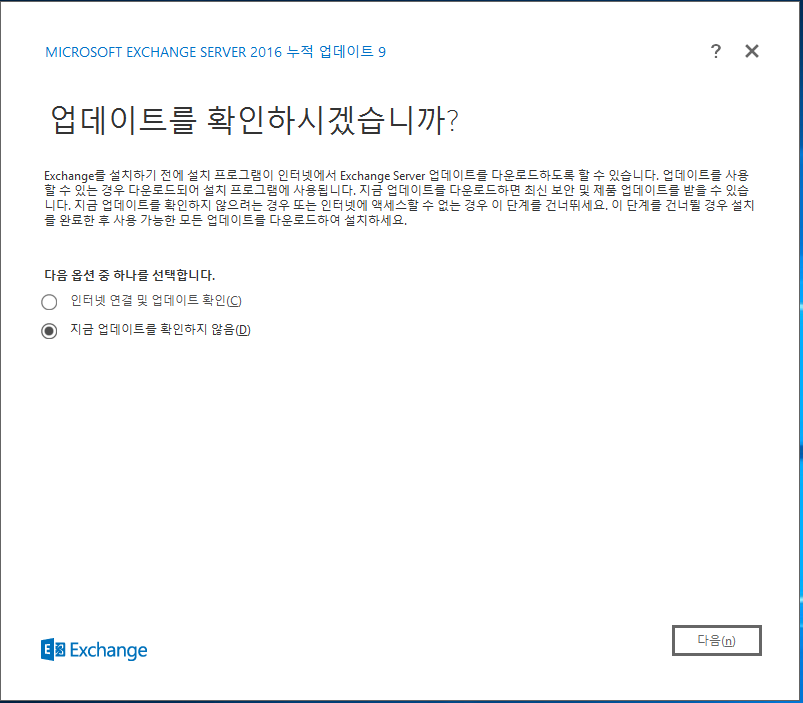 MICROSOFT EXCHANGE SERVER 2016 누적 업데이트 9
?
업데이트를 확인하시겠습니까?
Exchange를 설치하기 전에 설치 프로그램이 인터넷에서 Exchange Server 업데이트를 다운로드하도록 할 수 있습니다. 업데이트를 사용
할 수 있는 경우 다운로드되어 설치 프로그램에 사용됩니다. 지금 업데이트를 다운로드하면 최신 보안 및 제품 업데이트를 받을 수 있습
니다. 지금 업데이트를 확인하지 않으려는 경우 또는 인터넷에 액세스할 수 없는 경우 이 단계를 건너뛰세요. 이 단계를 건너뛸 경우 설치
를 완료한 후 사용 가능한 모든 업데이트를 다운로드하여 설치하세요.
다음 옵션 중 하나를 선택합니다.
인터넷 연결 및 업데이트 확인(C)
지금 업데이트를 확인하지 않음(D)
E Exchange
다음(n)